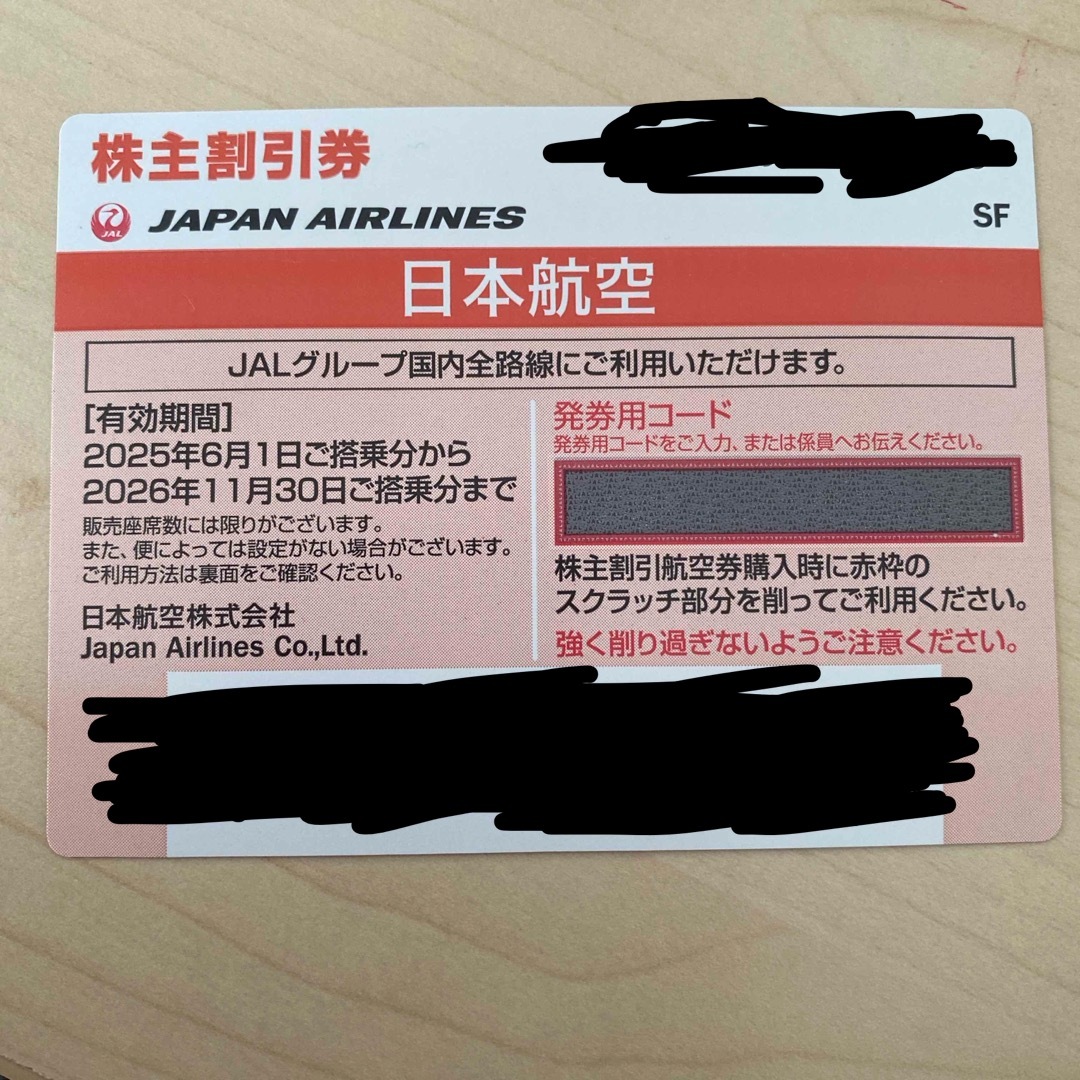 株主割引券
JAL JAPAN AIRLINES
SF
日本航空
JALグループ国内全路線にご利用いただけます。
[有効期間]
2025年6月1日ご搭乗分から
2026年11月30日ご搭乗分まで
販売座席数には限りがございます。
また、便によっては設定がない場合がございます。
ご利用方法は裏面をご確認ください。
日本航空株式会社
Japan Airlines Co.,Ltd.
発券用コード
発券用コードをご入力、または係員へお伝えください。
株主割引航空券購入時に赤枠の
スクラッチ部分を削ってご利用ください。
強く削り過ぎないようご注意ください。